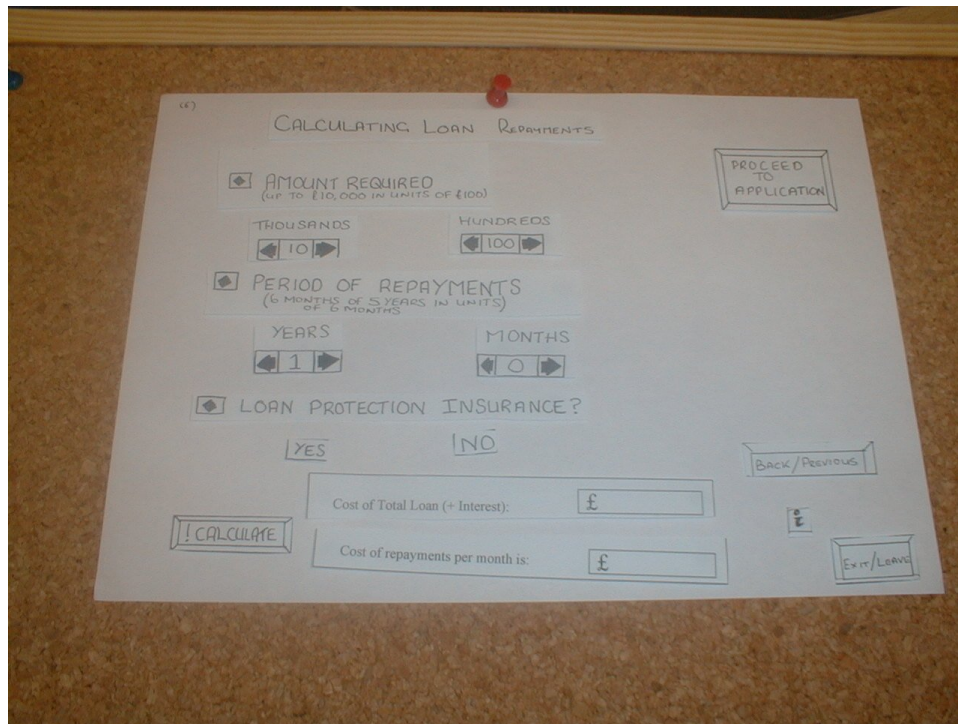 (6)
CALCULATING LOAN REPAYMENTS
PROCEED
TO
APPLICATION
AMOUNT REQUIRED
(UP TO £10,000 IN UNITS OF £100)
THOUSANDS
HUNDREDS
10
100
PERIOD OF REPAYMENTS
(6 MONTHS OF 5 YEARS IN UNITS)
OF 6 MONTHS
YEARS
MONTHS
1
0
LOAN PROTECTION INSURANCE?
YES
NO
BACK/PREVIOUS
Cost of Total Loan (+ Interest):
£
i
! CALCULATE
Cost of repayments per month is:
£
EXIT/LEAVE